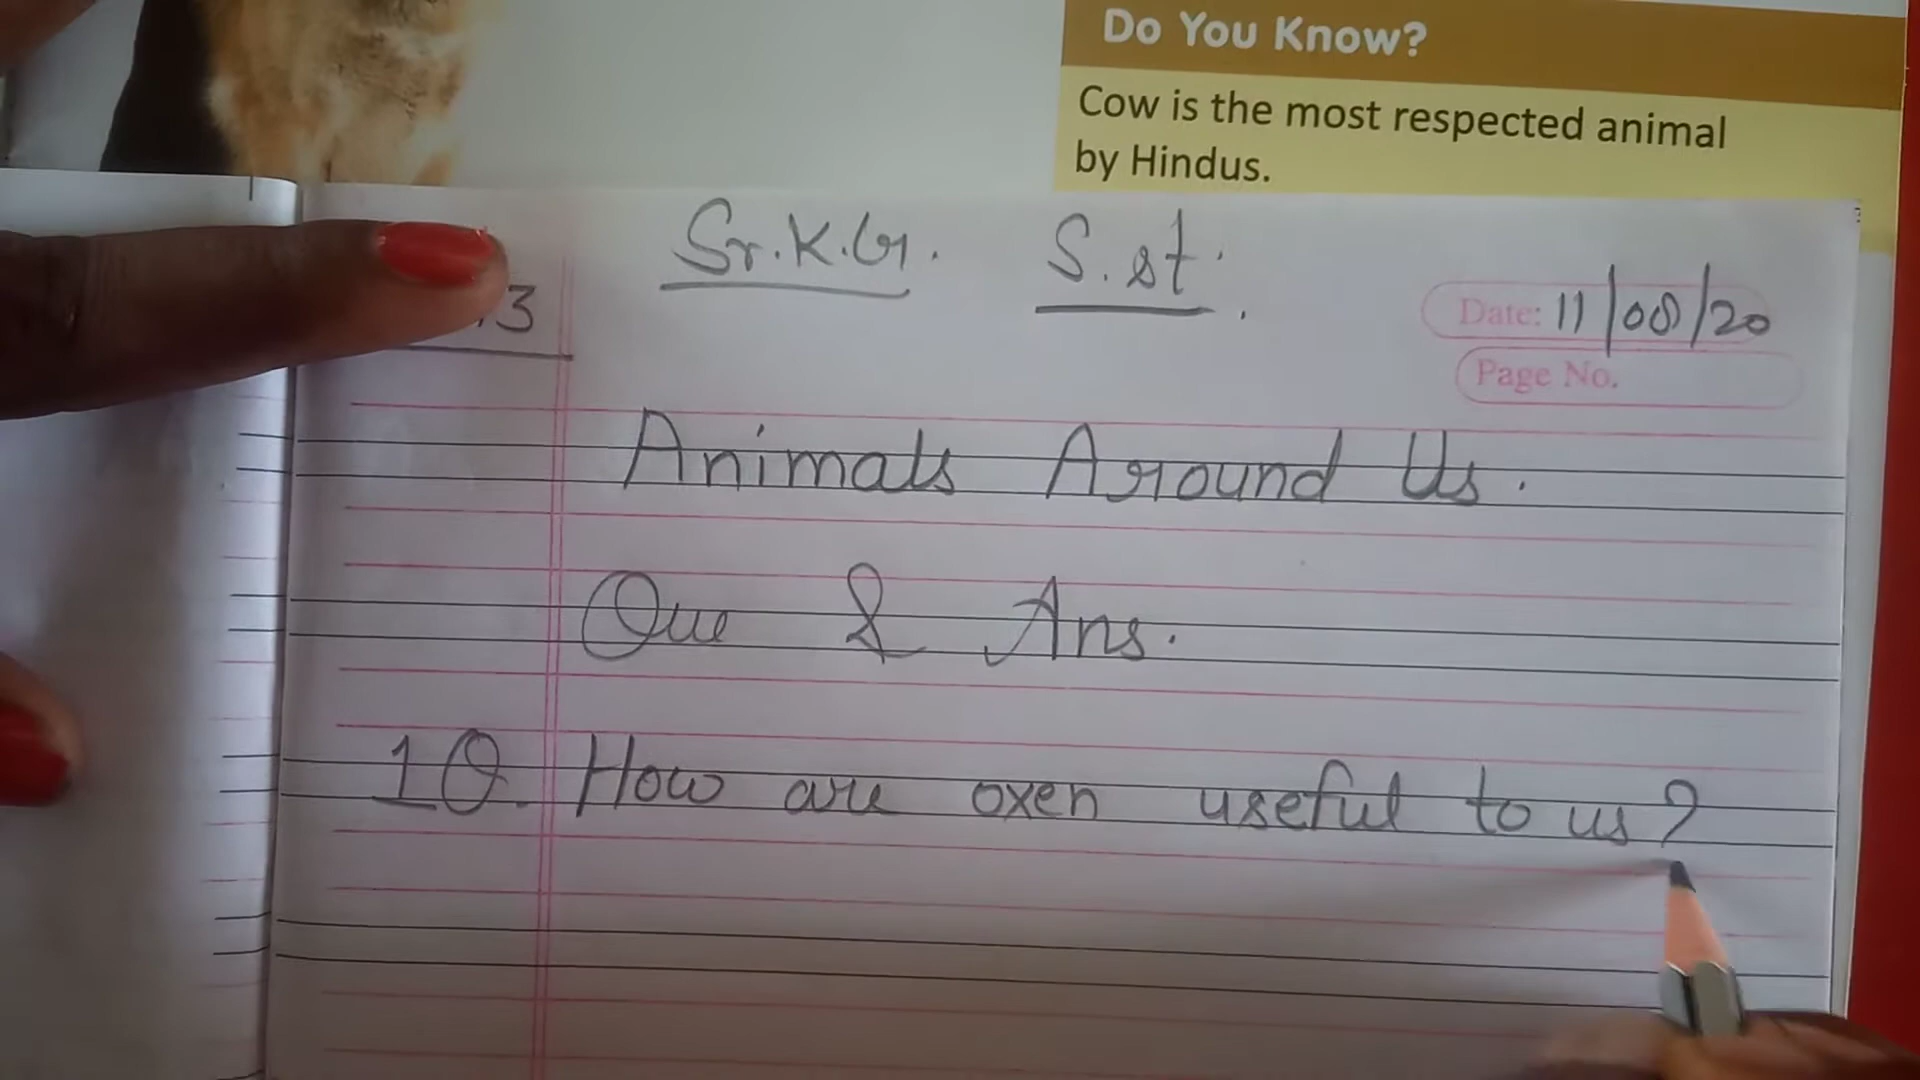 Do You Know?
Cow is the most respected animal
by Hindus.
Sr.K.G. S.st.
.3
Date: 11/08/20
Page No.
Animals Around Us.
Que & Ans.
1Q. How are oxen useful to us?